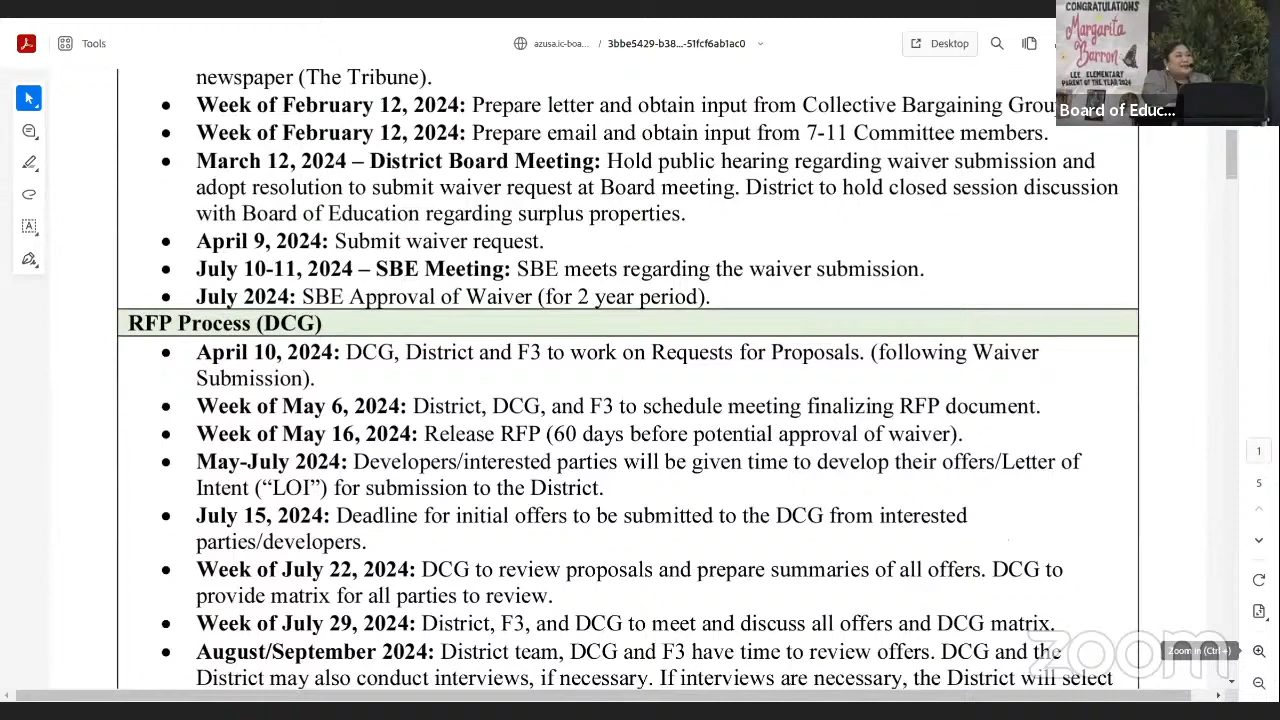 CONGRATULATIONS
Margarita
Barron
LEE ELEMENTARY
PARENT OF THE YEAR 2024
Board of Educ...
Tools
azusa.ic-boa... / 3bbe5429-b38...-51fcf6ab1ac0
Desktop
newspaper (The Tribune).
• Week of February 12, 2024: Prepare letter and obtain input from Collective Bargaining Grou
• Week of February 12, 2024: Prepare email and obtain input from 7-11 Committee members.
• March 12, 2024 – District Board Meeting: Hold public hearing regarding waiver submission and
adopt resolution to submit waiver request at Board meeting. District to hold closed session discussion
with Board of Education regarding surplus properties.
• April 9, 2024: Submit waiver request.
• July 10-11, 2024 – SBE Meeting: SBE meets regarding the waiver submission.
• July 2024: SBE Approval of Waiver (for 2 year period).
RFP Process (DCG)
• April 10, 2024: DCG, District and F3 to work on Requests for Proposals. (following Waiver
Submission).
• Week of May 6, 2024: District, DCG, and F3 to schedule meeting finalizing RFP document.
• Week of May 16, 2024: Release RFP (60 days before potential approval of waiver).
• May-July 2024: Developers/interested parties will be given time to develop their offers/Letter of
Intent (“LOI”) for submission to the District.
• July 15, 2024: Deadline for initial offers to be submitted to the DCG from interested
parties/developers.
• Week of July 22, 2024: DCG to review proposals and prepare summaries of all offers. DCG to
provide matrix for all parties to review.
• Week of July 29, 2024: District, F3, and DCG to meet and discuss all offers and DCG matrix.
• August/September 2024: District team, DCG and F3 have time to review offers. DCG and the
District may also conduct interviews, if necessary. If interviews are necessary, the District will select
1
5
zoom
Zoom in (Ctrl +)